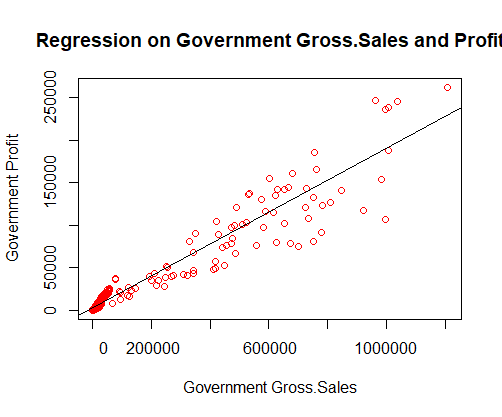 Regression on Government Gross.Sales and Profit
Government Profit
250000
150000
50000
0
0 200000 600000 1000000
Government Gross.Sales